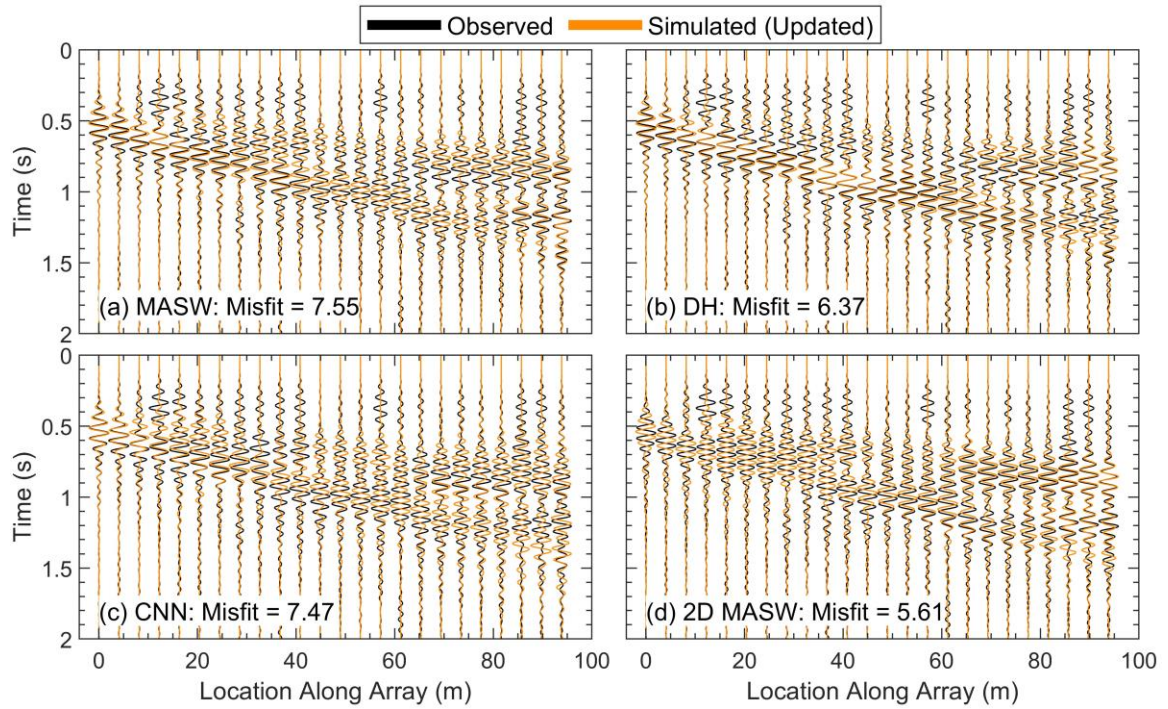 Observed Simulated (Updated)
0
0.5
1
1.5
2
Time (s)
(a) MASW: Misfit = 7.55
(b) DH: Misfit = 6.37
0
0.5
1
1.5
2
Time (s)
(c) CNN: Misfit = 7.47
(d) 2D MASW: Misfit = 5.61
0 20 40 60 80 100
0 20 40 60 80 100
Location Along Array (m)
Location Along Array (m)